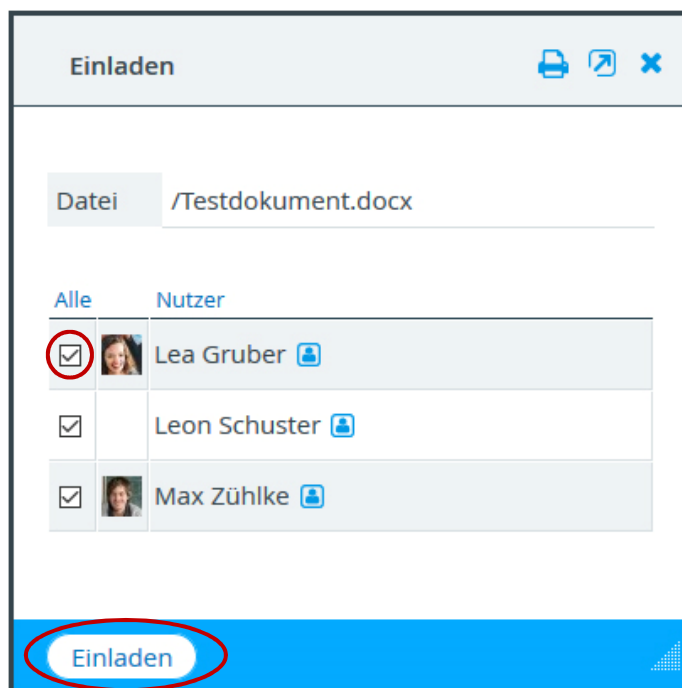 Einladen
Datei /Testdokument.docx
Alle Nutzer
Lea Gruber
Leon Schuster
Max Zühlke
Einladen